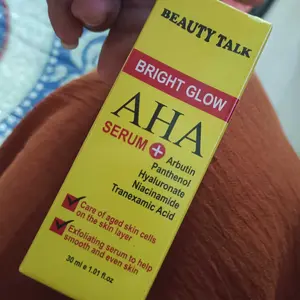 BEAUTY TALK
BRIGHT GLOW
AHA
SERUM +
Arbutin
Panthenol
Hyaluronate
Niacinamide
Tranexamic Acid
Care of aged skin cells
on the skin layer
Exfoliating serum to help
smooth and even skin
30 ml e 1.01 fl.oz